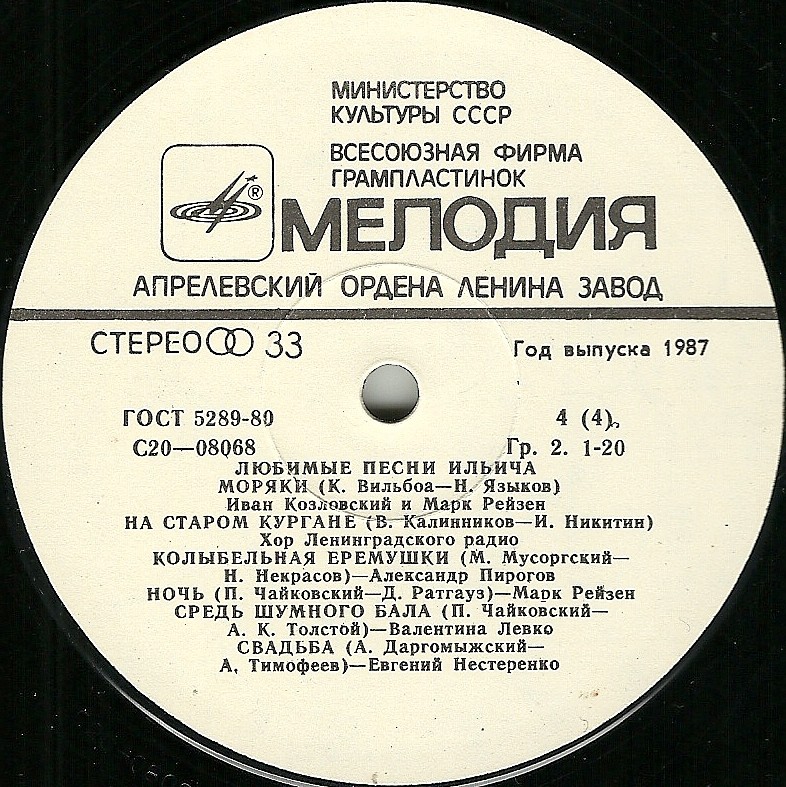 МИНИСТЕРСТВО
КУЛЬТУРЫ СССР
ВСЕСОЮЗНАЯ ФИРМА
ГРАМПЛАСТИНОК
®
МЕЛОДИЯ
АПРЕЛЕВСКИЙ ОРДЕНА ЛЕНИНА ЗАВОД
СТЕРЕО 33
Год выпуска 1987
ГОСТ 5289-80 4 (4)
С20—08068 Гр. 2. 1-20
ЛЮБИМЫЕ ПЕСНИ ИЛЬИЧА
МОРЯКИ (К. Вильбоа—Н. Языков)
Иван Козловский и Марк Рейзен
НА СТАРОМ КУРГАНЕ (В. Калинников—И. Никитин)
Хор Ленинградского радио
КОЛЫБЕЛЬНАЯ ЕРЕМУШКИ (М. Мусоргский—
Н. Некрасов)—Александр Пирогов
НОЧЬ (П. Чайковский—Д. Ратгауз)—Марк Рейзен
СРЕДЬ ШУМНОГО БАЛА (П. Чайковский—
А. К. Толстой)—Валентина Левко
СВАДЬБА (А. Даргомыжский—
А. Тимофеев)—Евгений Нестеренко